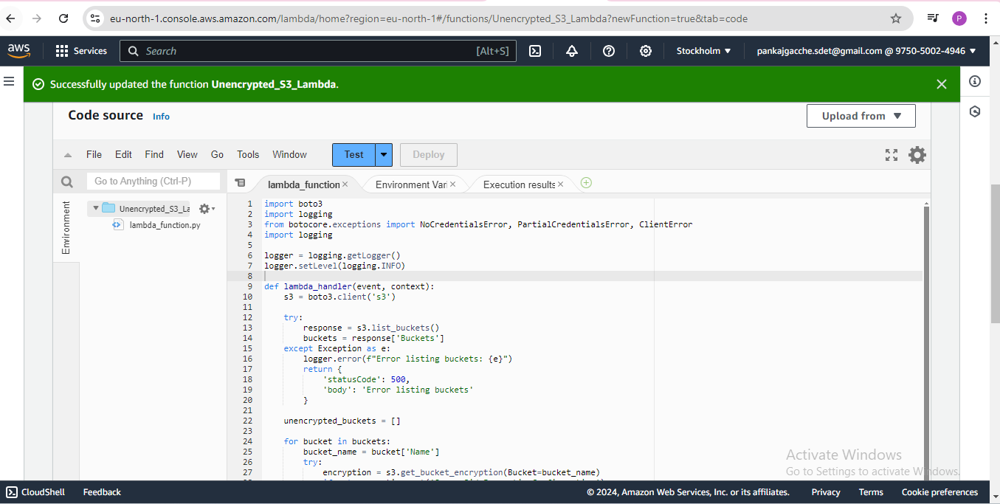 eu-north-1.console.aws.amazon.com/lambda/home?region=eu-north-1#/functions/Unencrypted_S3_Lambda?newFunction=true&tab=code
P
aws
Services
Search
[Alt+S]
Stockholm
pankajgacche.sdet@gmail.com @ 9750-5002-4946
Successfully updated the function Unencrypted_S3_Lambda.
Code source Info
Upload from
File Edit Find View Go Tools Window
Test
Deploy
Go to Anything (Ctrl-P)
lambda_function
Environment Var
Execution results
Environment
Unencrypted_S3_La
lambda_function.py
1 import boto3
2 import logging
3 from botocore.exceptions import NoCredentialsError, PartialCredentialsError, ClientError
4 import logging
5
6 logger = logging.getLogger()
7 logger.setLevel(logging.INFO)
8
9 def lambda_handler(event, context):
10 s3 = boto3.client('s3')
11
12 try:
13 response = s3.list_buckets()
14 buckets = response['Buckets']
15 except Exception as e:
16 logger.error(f"Error listing buckets: {e}")
17 return {
18 'statusCode': 500,
19 'body': 'Error listing buckets'
20 }
21
22 unencrypted_buckets = []
23
24 for bucket in buckets:
25 bucket_name = bucket['Name']
26 try:
27 encryption = s3.get_bucket_encryption(Bucket=bucket_name)
Activate Windows
Go to Settings to activate Windows.
CloudShell
Feedback
© 2024, Amazon Web Services, Inc. or its affiliates.
Privacy
Terms
Cookie preferences